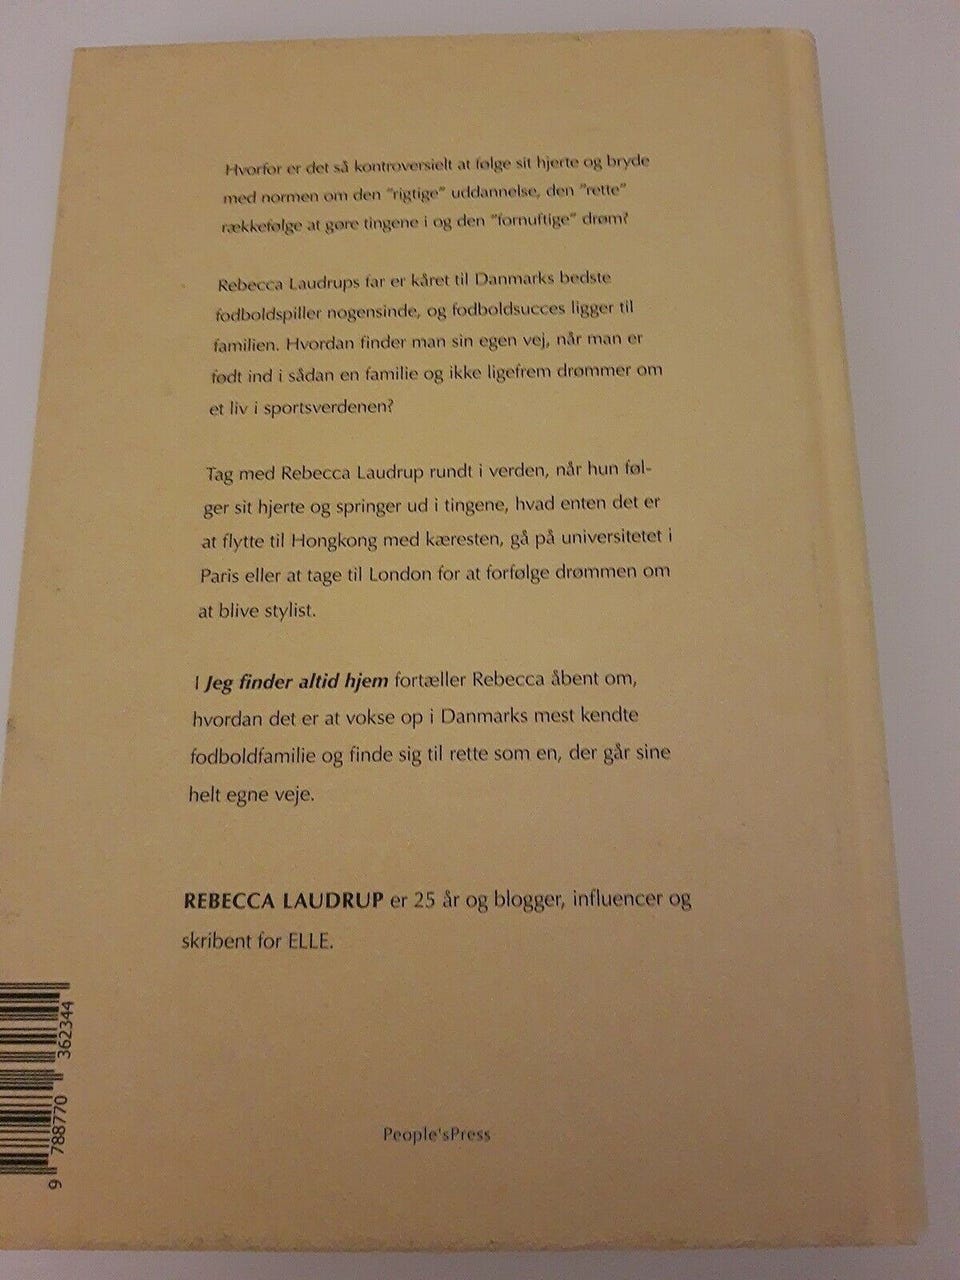 Hvorfor er det så kontroversielt at følge sit hjerte og bryde
med normen om den "rigtige" uddannelse, den "rette"
rækkefølge at gøre tingene i og den "fornuftige" drøm?
Rebecca Laudrups far er kåret til Danmarks bedste
fodboldspiller nogensinde, og fodboldsucces ligger til
familien. Hvordan finder man sin egen vej, når man er
født ind i sådan en familie og ikke ligefrem drømmer om
et liv i sportsverdenen?
Tag med Rebecca Laudrup rundt i verden, når hun føl-
ger sit hjerte og springer ud i tingene, hvad enten det er
at flytte til Hongkong med kæresten, gå på universitetet i
Paris eller at tage til London for at forfølge drømmen om
at blive stylist.
I Jeg finder altid hjem fortæller Rebecca åbent om,
hvordan det er at vokse op i Danmarks mest kendte
fodboldfamilie og finde sig til rette som en, der går sine
helt egne veje.
REBECCA LAUDRUP er 25 år og blogger, influencer og
skribent for ELLE.
9 788770 362344
People'sPress